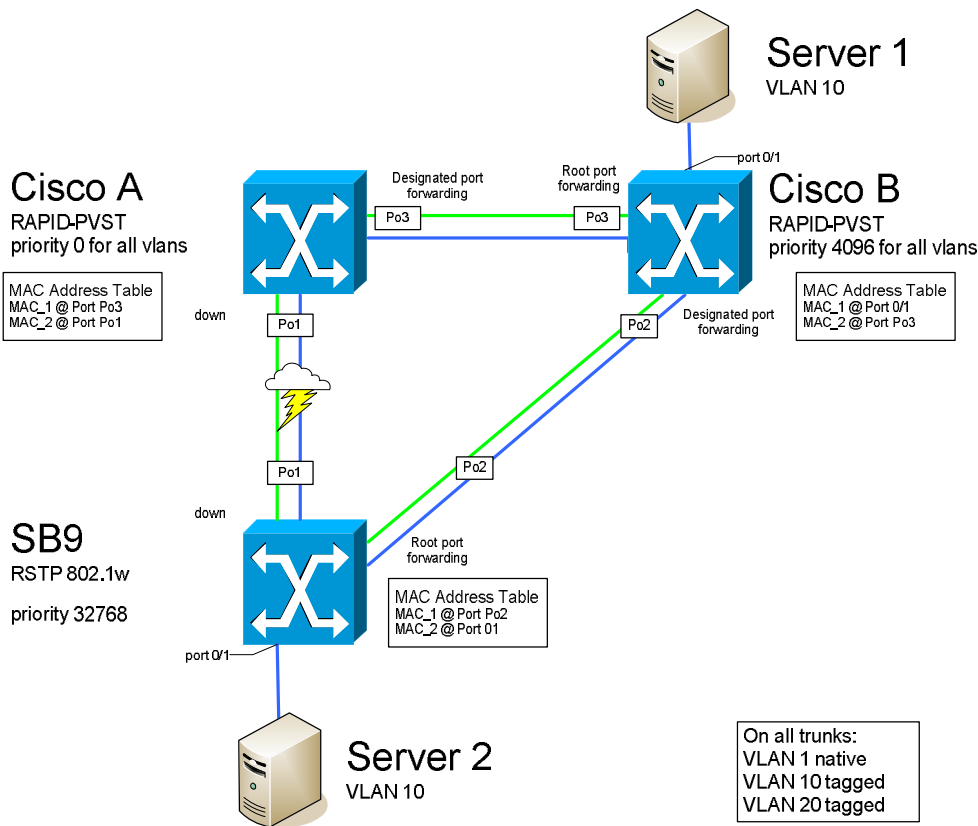 Server 1
VLAN 10
port 0/1
Cisco A
RAPID-PVST
priority 0 for all vlans
MAC Address Table
MAC_1 @ Port Po3
MAC_2 @ Port Po1
Designated port
forwarding
Po3
Root port
forwarding
Po3
Cisco B
RAPID-PVST
priority 4096 for all vlans
MAC Address Table
MAC_1 @ Port 0/1
MAC_2 @ Port Po3
down
Po1
Po2
Designated port
forwarding
Po1
Po2
down
SB9
RSTP 802.1w
priority 32768
Root port
forwarding
MAC Address Table
MAC_1 @ Port Po2
MAC_2 @ Port 01
port 0/1
Server 2
VLAN 10
On all trunks:
VLAN 1 native
VLAN 10 tagged
VLAN 20 tagged